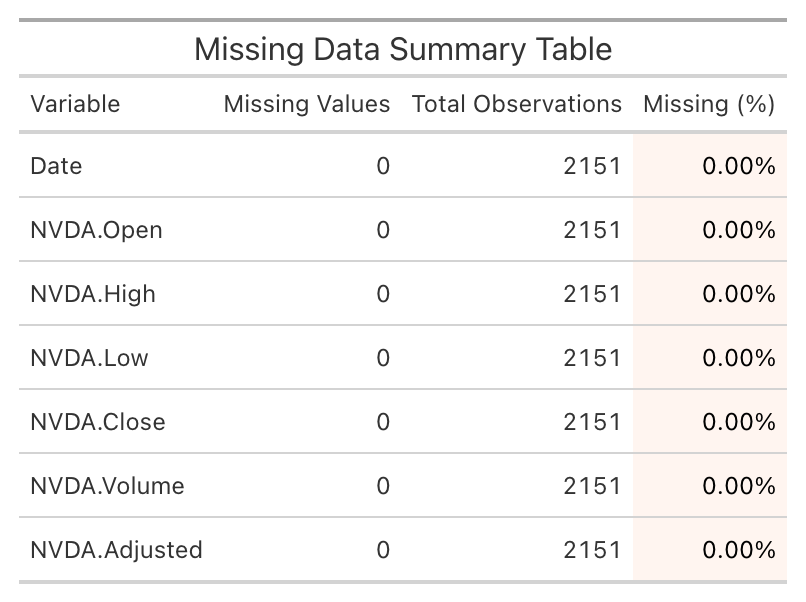 Missing Data Summary Table
Variable Missing Values Total Observations Missing (%)
Date 0 2151 0.00%
NVDA.Open 0 2151 0.00%
NVDA.High 0 2151 0.00%
NVDA.Low 0 2151 0.00%
NVDA.Close 0 2151 0.00%
NVDA.Volume 0 2151 0.00%
NVDA.Adjusted 0 2151 0.00%